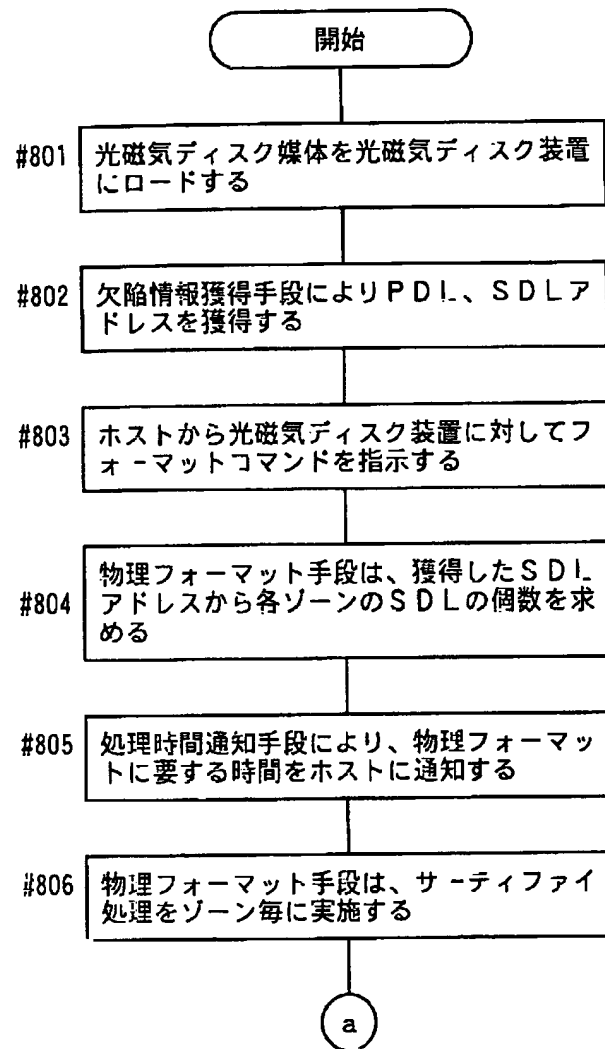 開始
#801 光磁気ディスク媒体を光磁気ディスク装置
にロードする
#802 欠陥情報獲得手段によりPDL、SDLア
ドレスを獲得する
#803 ホストから光磁気ディスク装置に対してフ
ォーマットコマンドを指示する
物理フォーマット手段は、獲得したSDL
#804 アドレスから各ゾーンのSDLの個数を求
める
#805 処理時間通知手段により、物理フォーマッ
トに要する時間をホストに通知する
#806 物理フォーマット手段は、サーティファイ
処理をゾーン毎に実施する
a